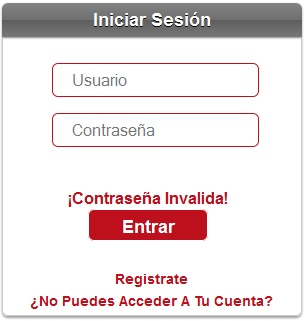 Iniciar Sesión
Usuario
Contraseña
¡Contraseña Invalida!
Entrar
Registrate
¿No Puedes Acceder A Tu Cuenta?